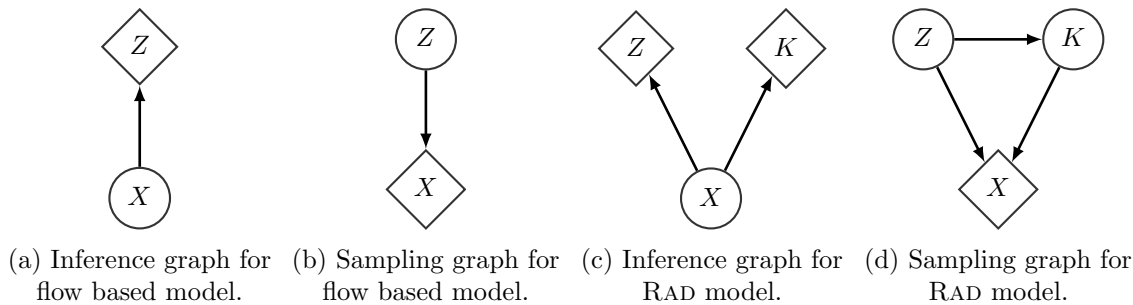 Z
X
Z
X
Z K
X
Z K
X
(a) Inference graph for
flow based model.
(b) Sampling graph for
flow based model.
(c) Inference graph for
RAD model.
(d) Sampling graph for
RAD model.